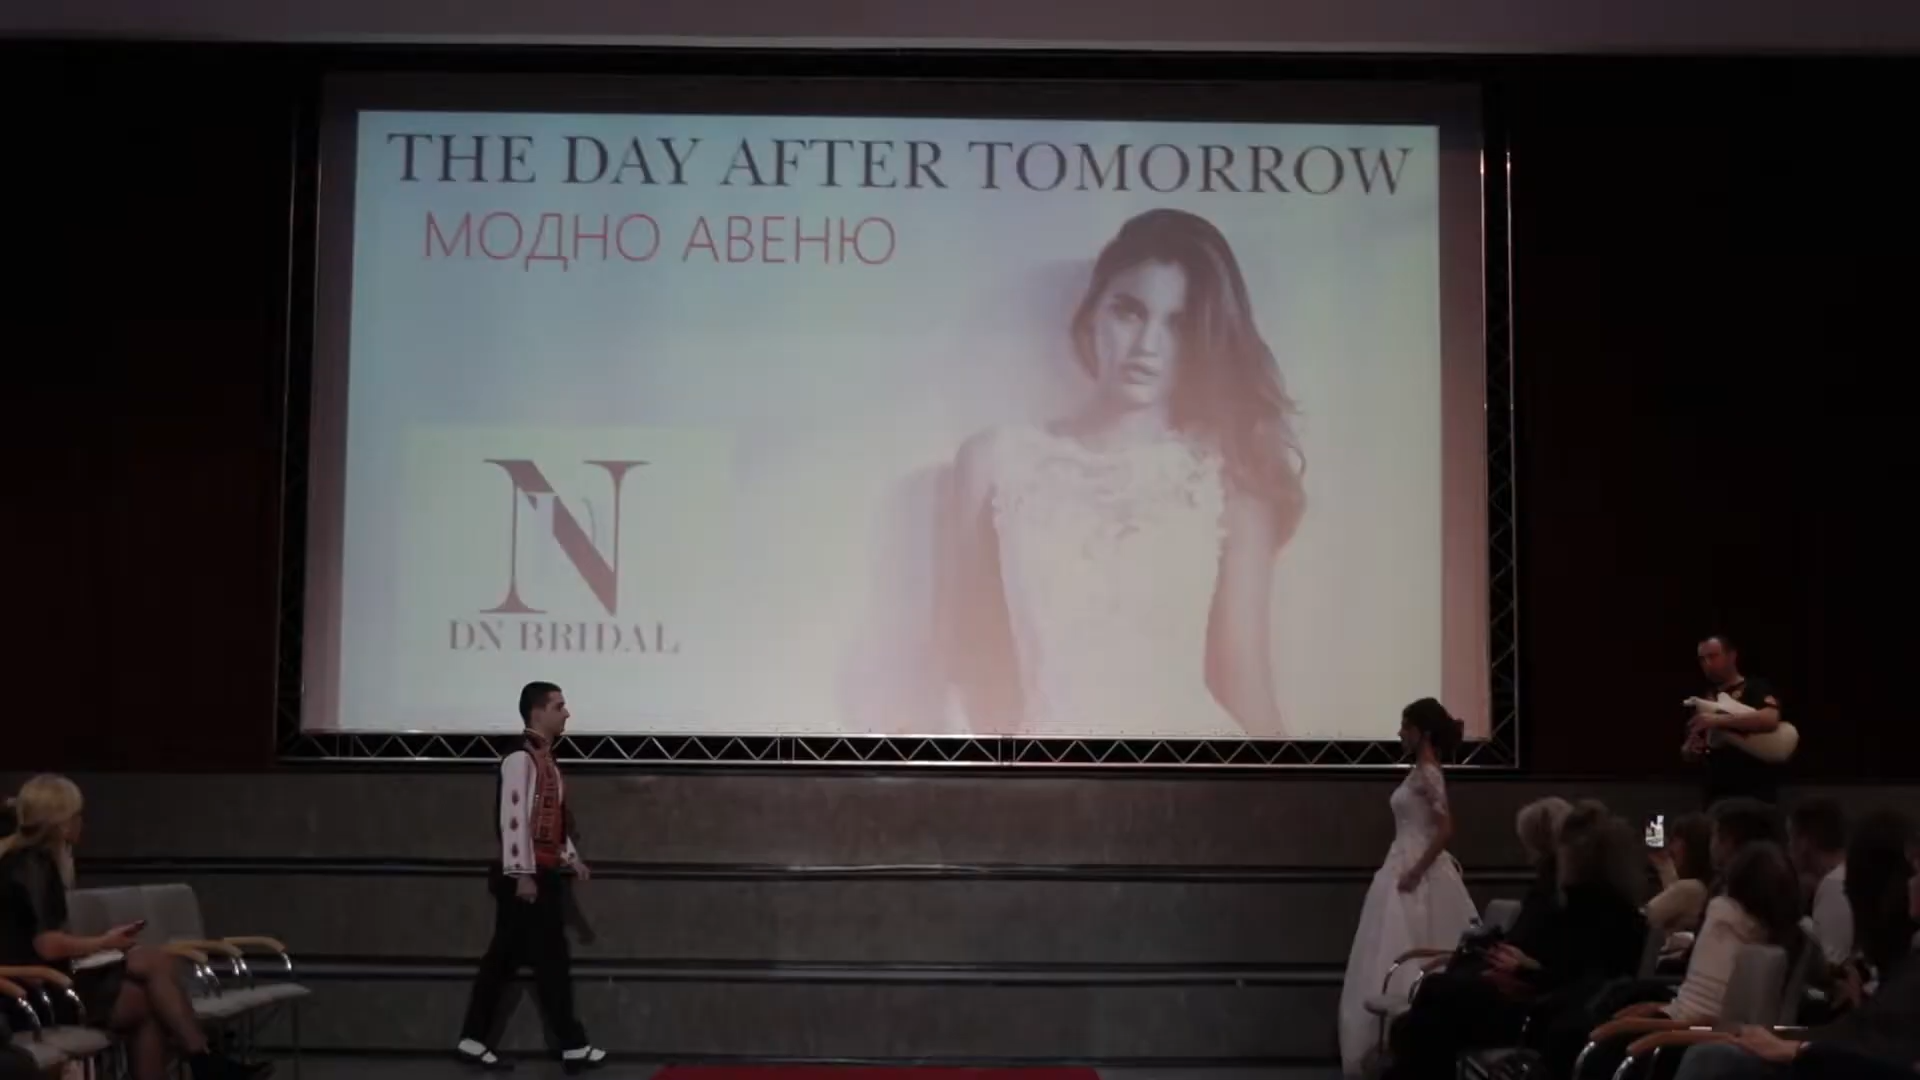 THE DAY AFTER TOMORROW
МОДНО АВЕНЮ
N
DN BRIDAL